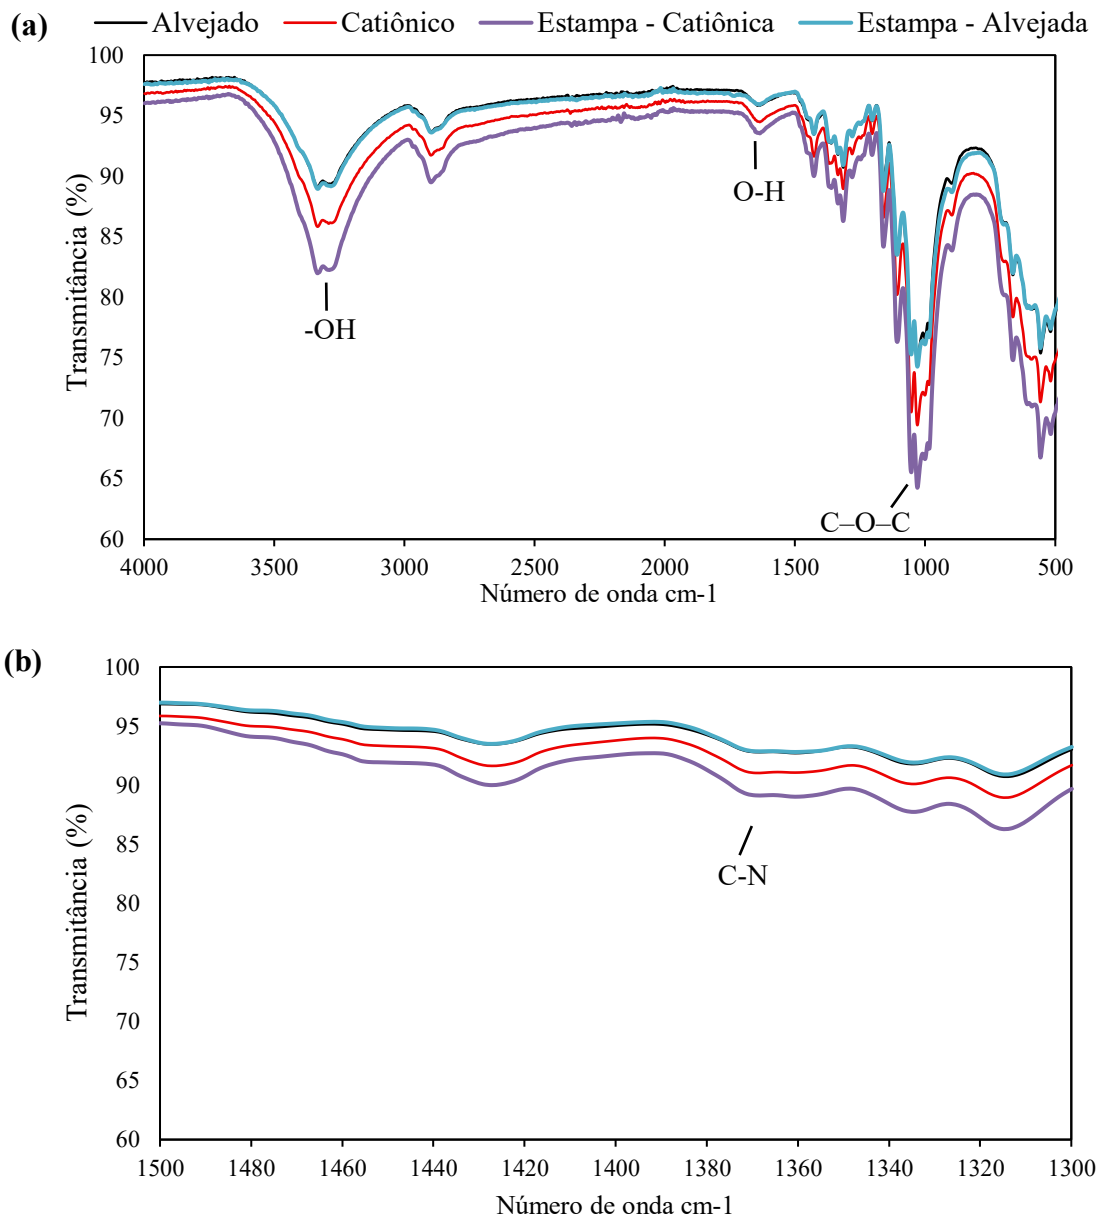 (a)
Alvejado Catiônico Estampa - Catiônica Estampa - Alvejada
100
95
90
85
80
75
70
65
60
Transmitância (%)
-OH
O-H
C–O–C
4000 3500 3000 2500 2000 1500 1000 500
Número de onda cm-1
(b)
100
95
90
85
80
75
70
65
60
Transmitância (%)
C-N
1500 1480 1460 1440 1420 1400 1380 1360 1340 1320 1300
Número de onda cm-1